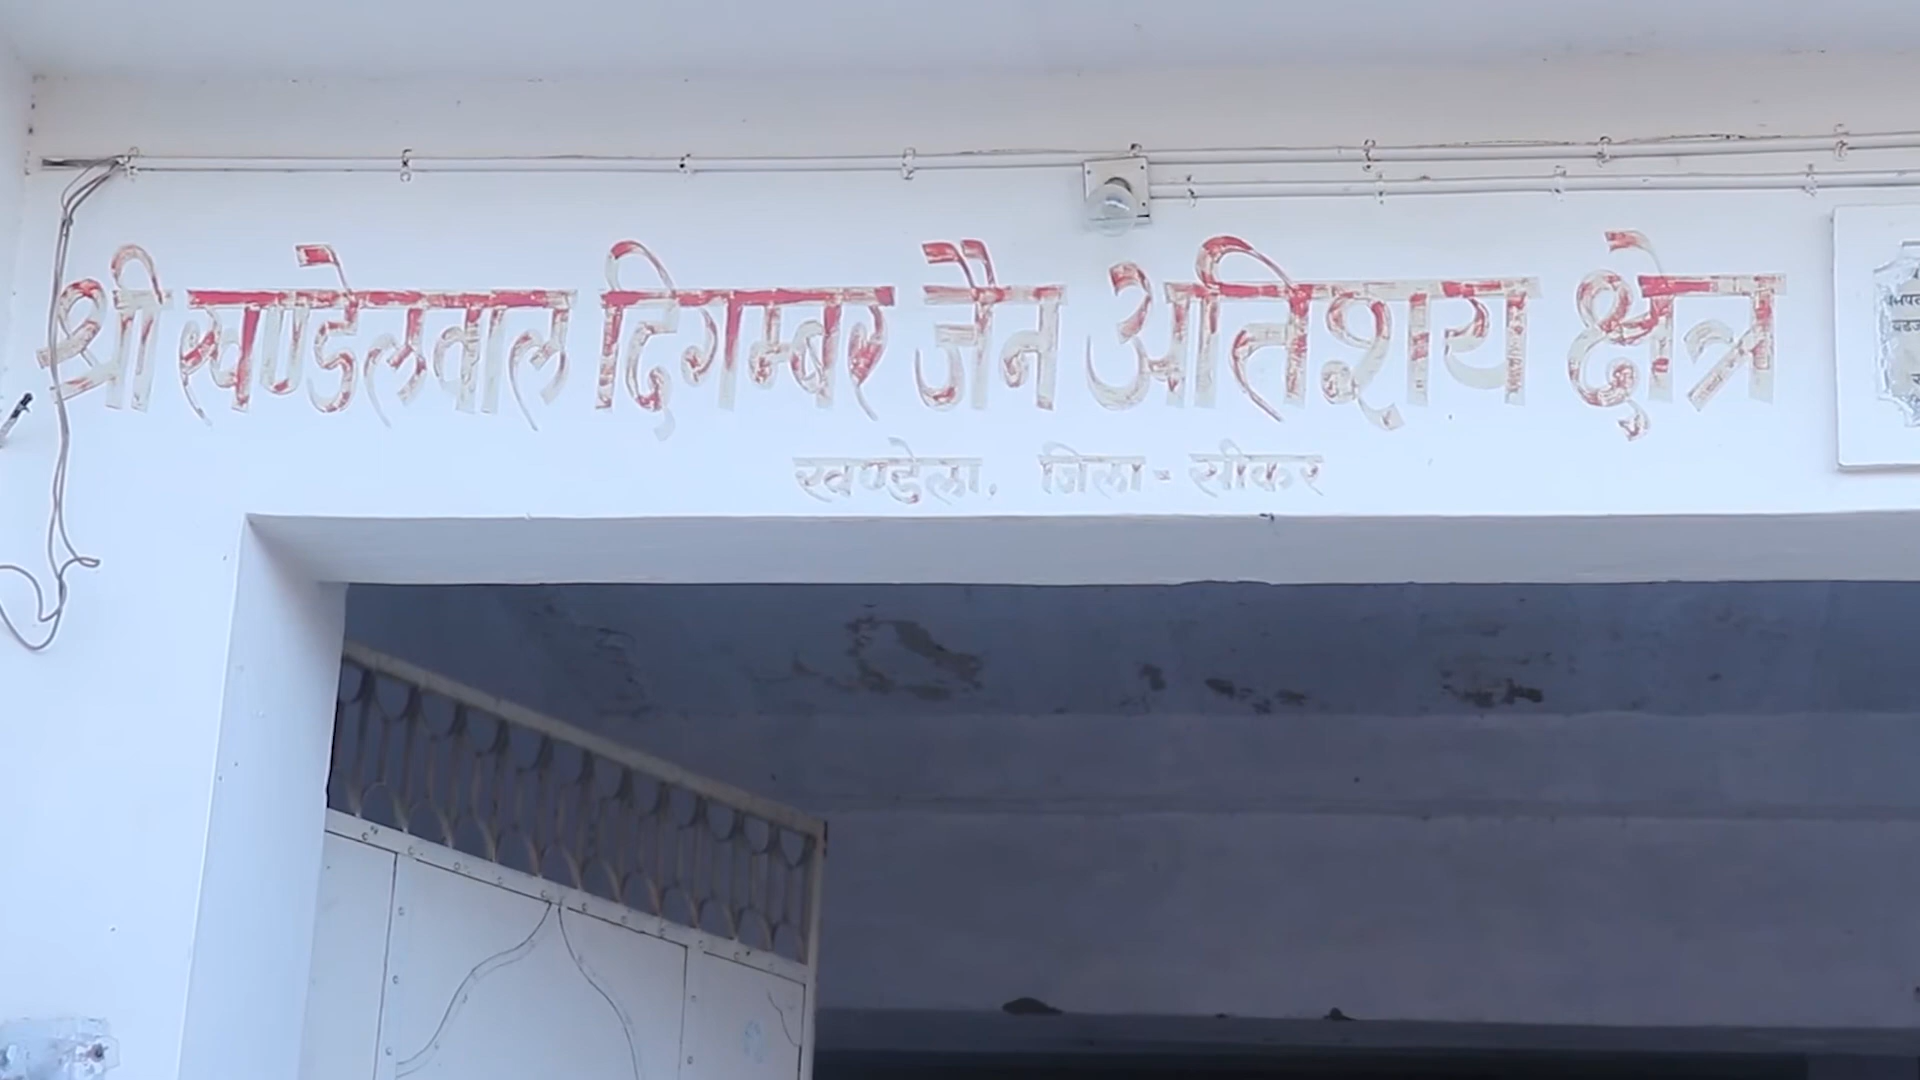 श्री खण्डेलवाल दिगम्बर जैन अतिशय क्षेत्र
खण्डेला. जिला - सीकर